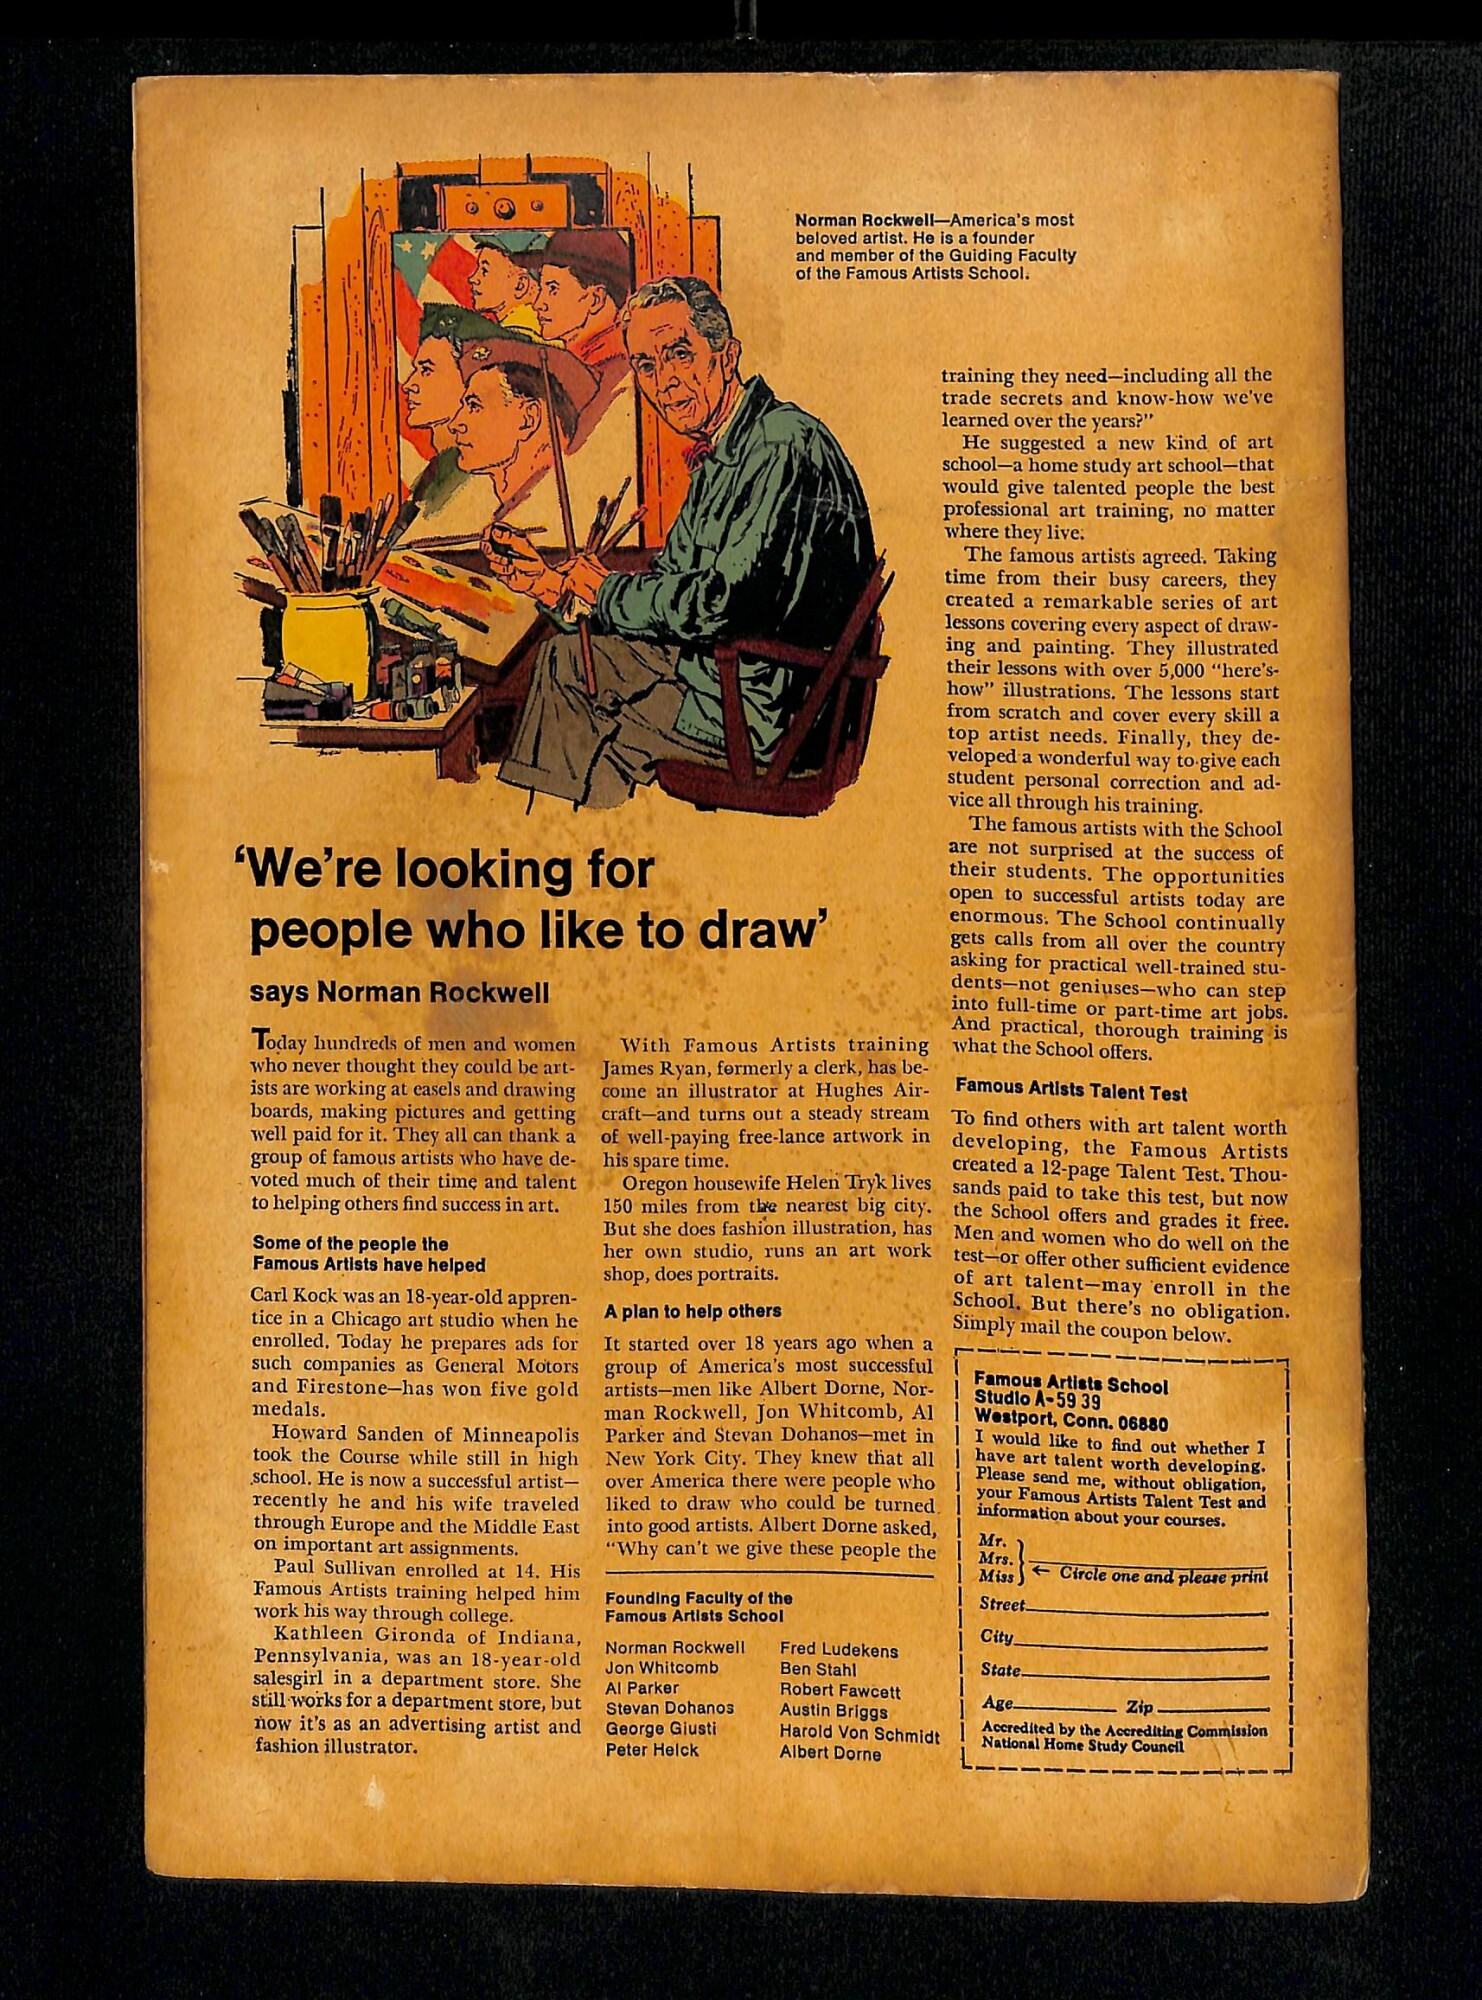 Norman Rockwell—America's most
beloved artist. He is a founder
and member of the Guiding Faculty
of the Famous Artists School.
'We're looking for
people who like to draw'
says Norman Rockwell
Today hundreds of men and women
who never thought they could be art-
ists are working at easels and drawing
boards, making pictures and getting
well paid for it. They all can thank a
group of famous artists who have de-
voted much of their time and talent
to helping others find success in art.
Some of the people the
Famous Artists have helped
Carl Kock was an 18-year-old appren-
tice in a Chicago art studio when he
enrolled. Today he prepares ads for
such companies as General Motors
and Firestone—has won five gold
medals.
Howard Sanden of Minneapolis
took the Course while still in high
school. He is now a successful artist—
recently he and his wife traveled
through Europe and the Middle East
on important art assignments.
Paul Sullivan enrolled at 14. His
Famous Artists training helped him
work his way through college.
Kathleen Gironda of Indiana,
Pennsylvania, was an 18-year-old
salesgirl in a department store. She
still works for a department store, but
now it's as an advertising artist and
fashion illustrator.
With Famous Artists training
James Ryan, formerly a clerk, has be-
come an illustrator at Hughes Air-
craft—and turns out a steady stream
of well-paying free-lance artwork in
his spare time.
Oregon housewife Helen Tryk lives
150 miles from the nearest big city.
But she does fashion illustration, has
her own studio, runs an art work
shop, does portraits.
A plan to help others
It started over 18 years ago when a
group of America's most successful
artists—men like Albert Dorne, Nor-
man Rockwell, Jon Whitcomb, Al
Parker and Stevan Dohanos—met in
New York City. They knew that all
over America there were people who
liked to draw who could be turned
into good artists. Albert Dorne asked,
"Why can't we give these people the
training they need—including all the
trade secrets and know-how we've
learned over the years?"
He suggested a new kind of art
school—a home study art school—that
would give talented people the best
professional art training, no matter
where they live.
The famous artists agreed. Taking
time from their busy careers, they
created a remarkable series of art
lessons covering every aspect of draw-
ing and painting. They illustrated
their lessons with over 5,000 "here's-
how" illustrations. The lessons start
from scratch and cover every skill a
top artist needs. Finally, they de-
veloped a wonderful way to give each
student personal correction and ad-
vice all through his training.
The famous artists with the School
are not surprised at the success of
their students. The opportunities
open to successful artists today are
enormous. The School continually
gets calls from all over the country
asking for practical well-trained stu-
dents—not geniuses—who can step
into full-time or part-time art jobs.
And practical, thorough training is
what the School offers.
Famous Artists Talent Test
To find others with art talent worth
developing, the Famous Artists
created a 12-page Talent Test. Thou-
sands paid to take this test, but now
the School offers and grades it free.
Men and women who do well on the
test—or offer other sufficient evidence
of art talent—may enroll in the
School. But there's no obligation.
Simply mail the coupon below.
Founding Faculty of the
Famous Artists School
Norman Rockwell
Jon Whitcomb
Al Parker
Stevan Dohanos
George Giusti
Peter Helck
Fred Ludekens
Ben Stahl
Robert Fawcett
Austin Briggs
Harold Von Schmidt
Albert Dorne
Famous Artists School
Studio A-59 39
Westport, Conn. 06880
I would like to find out whether I
have art talent worth developing.
Please send me, without obligation,
your Famous Artists Talent Test and
information about your courses.
Mr.
Mrs.
Miss ← Circle one and please print
Street
City
State
Age Zip
Accredited by the Accrediting Commission
National Home Study Council